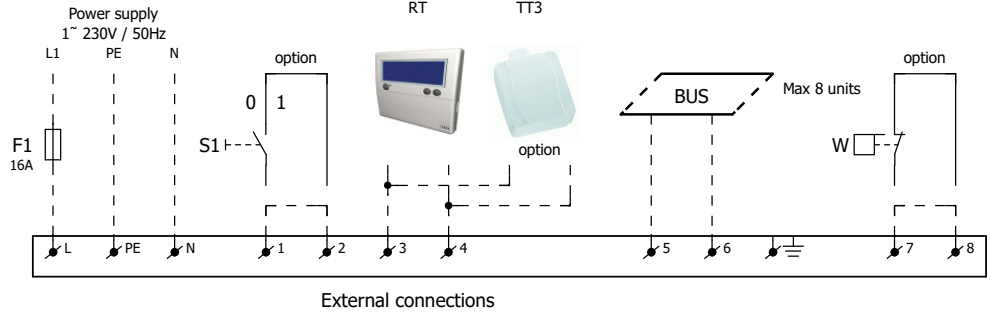 Power supply
1~ 230V / 50Hz
L1 PE N
RT TT3
option
option
0 1
BUS
Max 8 units
F1
16A
S1
W
option
L PE N 1 2 3 4 5 6 7 8
External connections